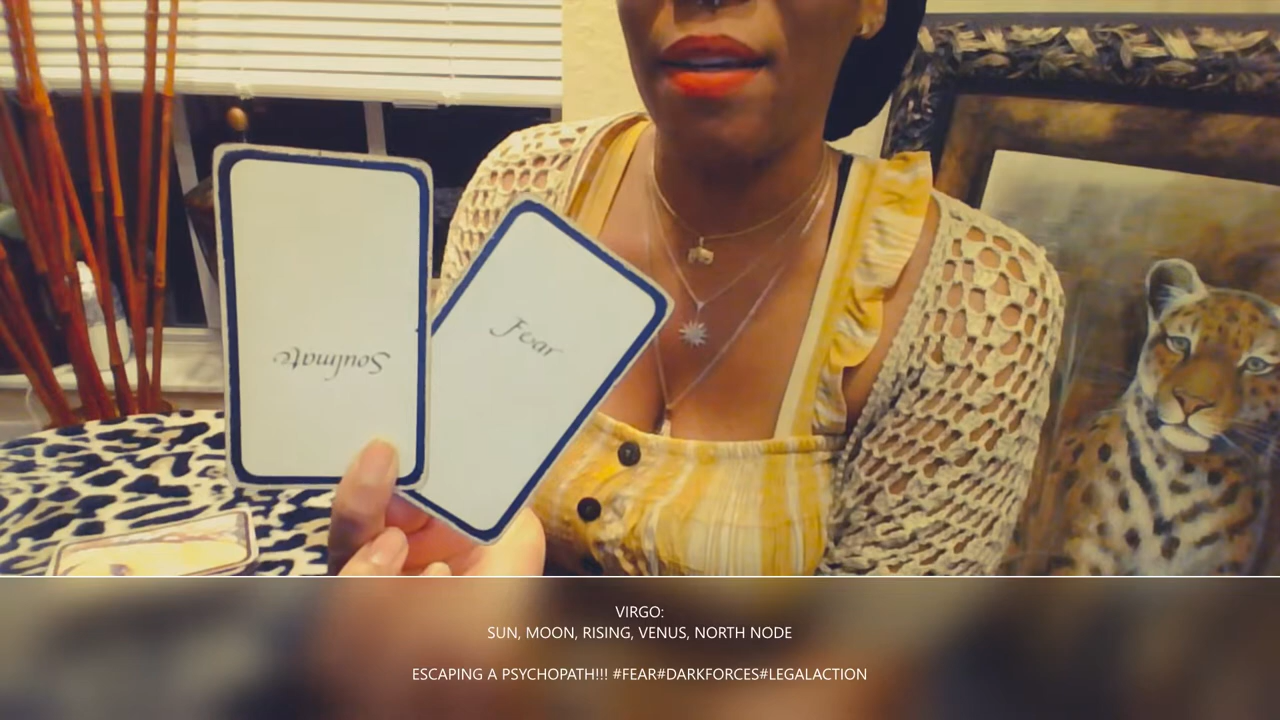 Soulmate
Fear
VIRGO:
SUN, MOON, RISING, VENUS, NORTH NODE
ESCAPING A PSYCHOPATH!!! #FEAR#DARKFORCES#LEGALACTION